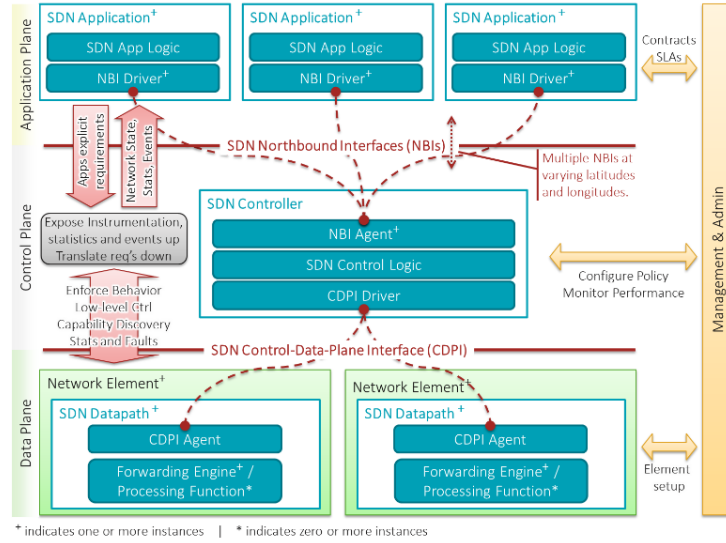 Application Plane
SDN Application+
SDN App Logic
NBI Driver+
SDN Application+
SDN App Logic
NBI Driver+
SDN Application+
SDN App Logic
NBI Driver+
Contracts
SLAs
Apps explicit
requirements
Network State,
Stats, Events
SDN Northbound Interfaces (NBIs)
Multiple NBIs at
varying latitudes
and longitudes.
Control Plane
Expose Instrumentation,
statistics and events up
Translate req's down
SDN Controller
NBI Agent+
SDN Control Logic
CDPI Driver
Configure Policy
Monitor Performance
Management & Admin
Enforce Behavior
Low-level Ctrl
Capability Discovery
Stats and Faults
SDN Control-Data-Plane Interface (CDPI)
Data Plane
Network Element+
SDN Datapath+
CDPI Agent
Forwarding Engine+ /
Processing Function*
Network Element+
SDN Datapath+
CDPI Agent
Forwarding Engine+ /
Processing Function*
Element
setup
+ indicates one or more instances | * indicates zero or more instances